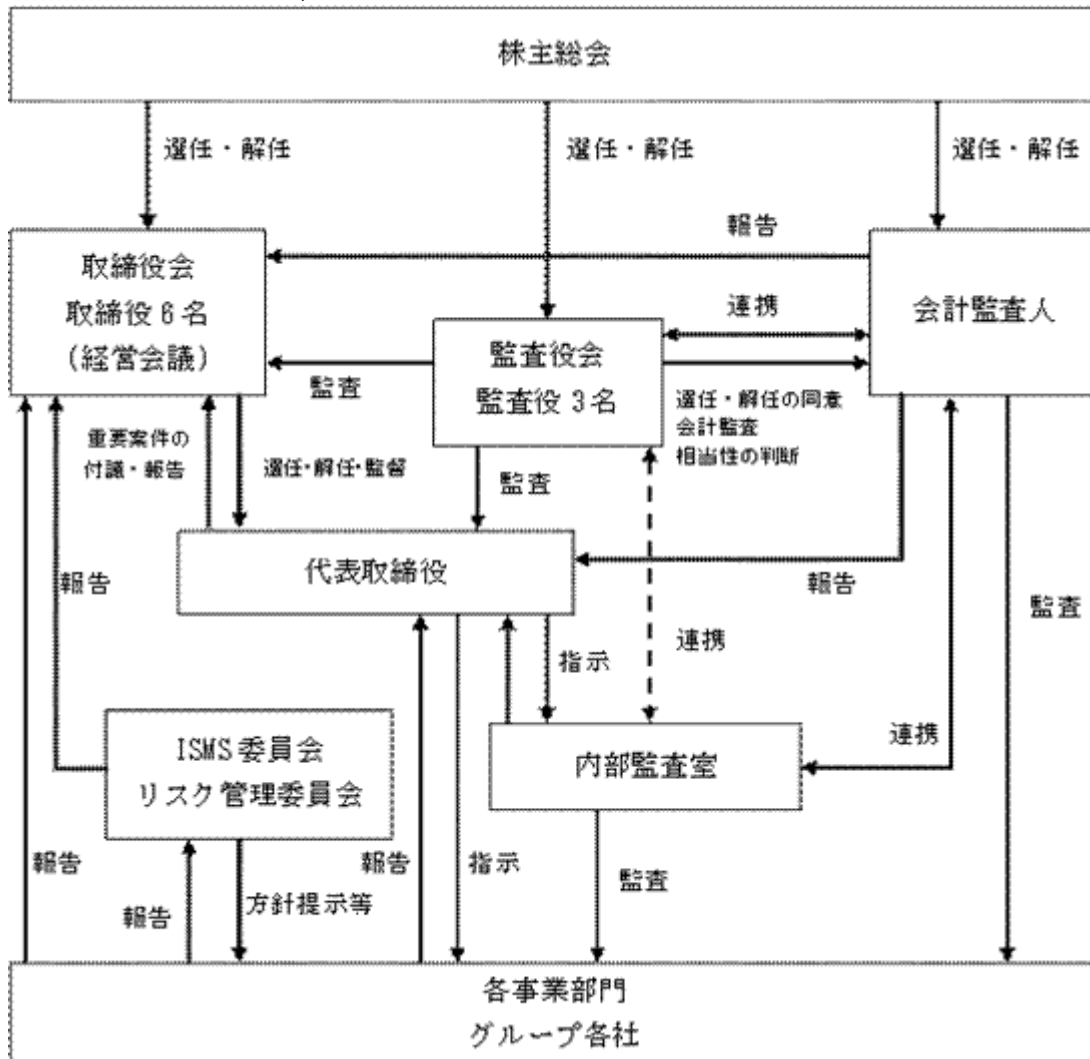 株主総会
選任・解任
選任・解任
選任・解任
報告
取締役会
取締役6名
(経営会議)
会計監査人
連携
監査役会
監査役3名
監査
選任・解任の同意
会計監査
相当性の判断
重要案件の
付議・報告
選任・解任・監督
監査
代表取締役
報告
報告
監査
連携
指示
ISMS委員会
リスク管理委員会
内部監査室
連携
報告
報告
指示
監査
報告
方針提示等
各事業部門
グループ各社